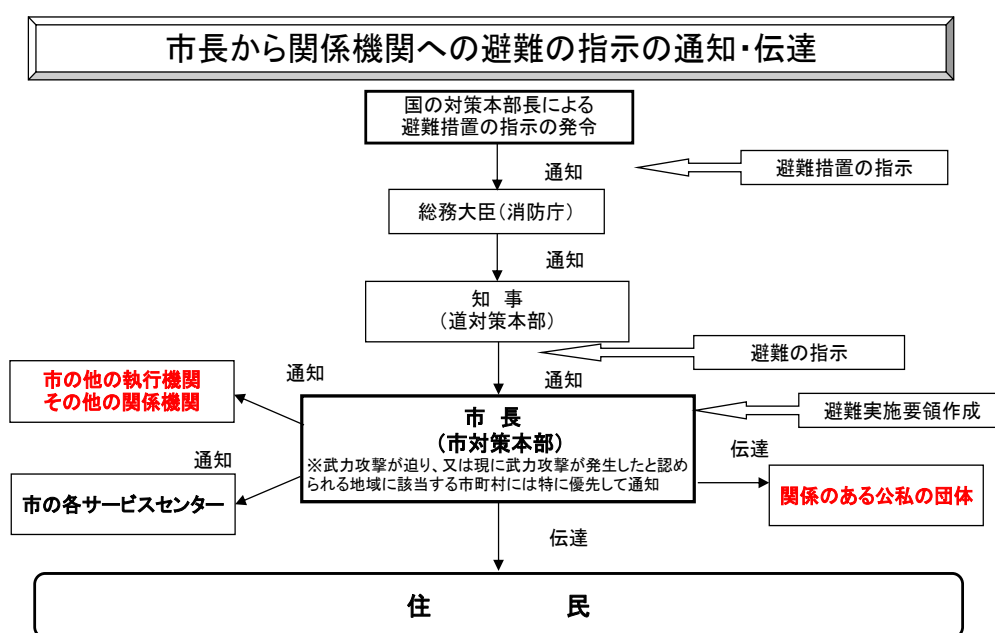 市長から関係機関への避難の指示の通知・伝達
国の対策本部長による
避難措置の指示の発令
通知
避難措置の指示
総務大臣(消防庁)
通知
知 事
(道対策本部)
避難の指示
通知
市の他の執行機関
その他の関係機関
通知
市 長
(市対策本部)
※武力攻撃が迫り、又は現に武力攻撃が発生したと認め
られる地域に該当する市町村には特に優先して通知
避難実施要領作成
通知
市の各サービスセンター
伝達
関係のある公私の団体
伝達
住 民